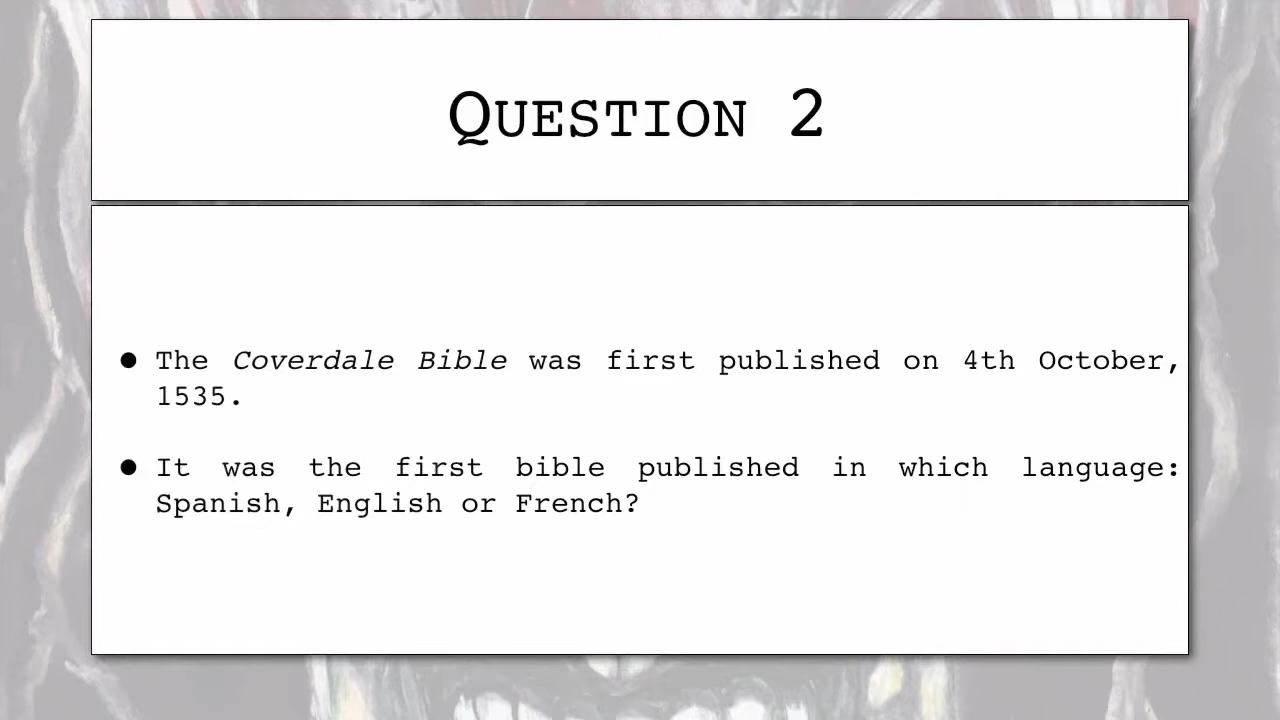 QUESTION 2
● The Coverdale Bible was first published on 4th October,
1535.
● It was the first bible published in which language:
Spanish, English or French?